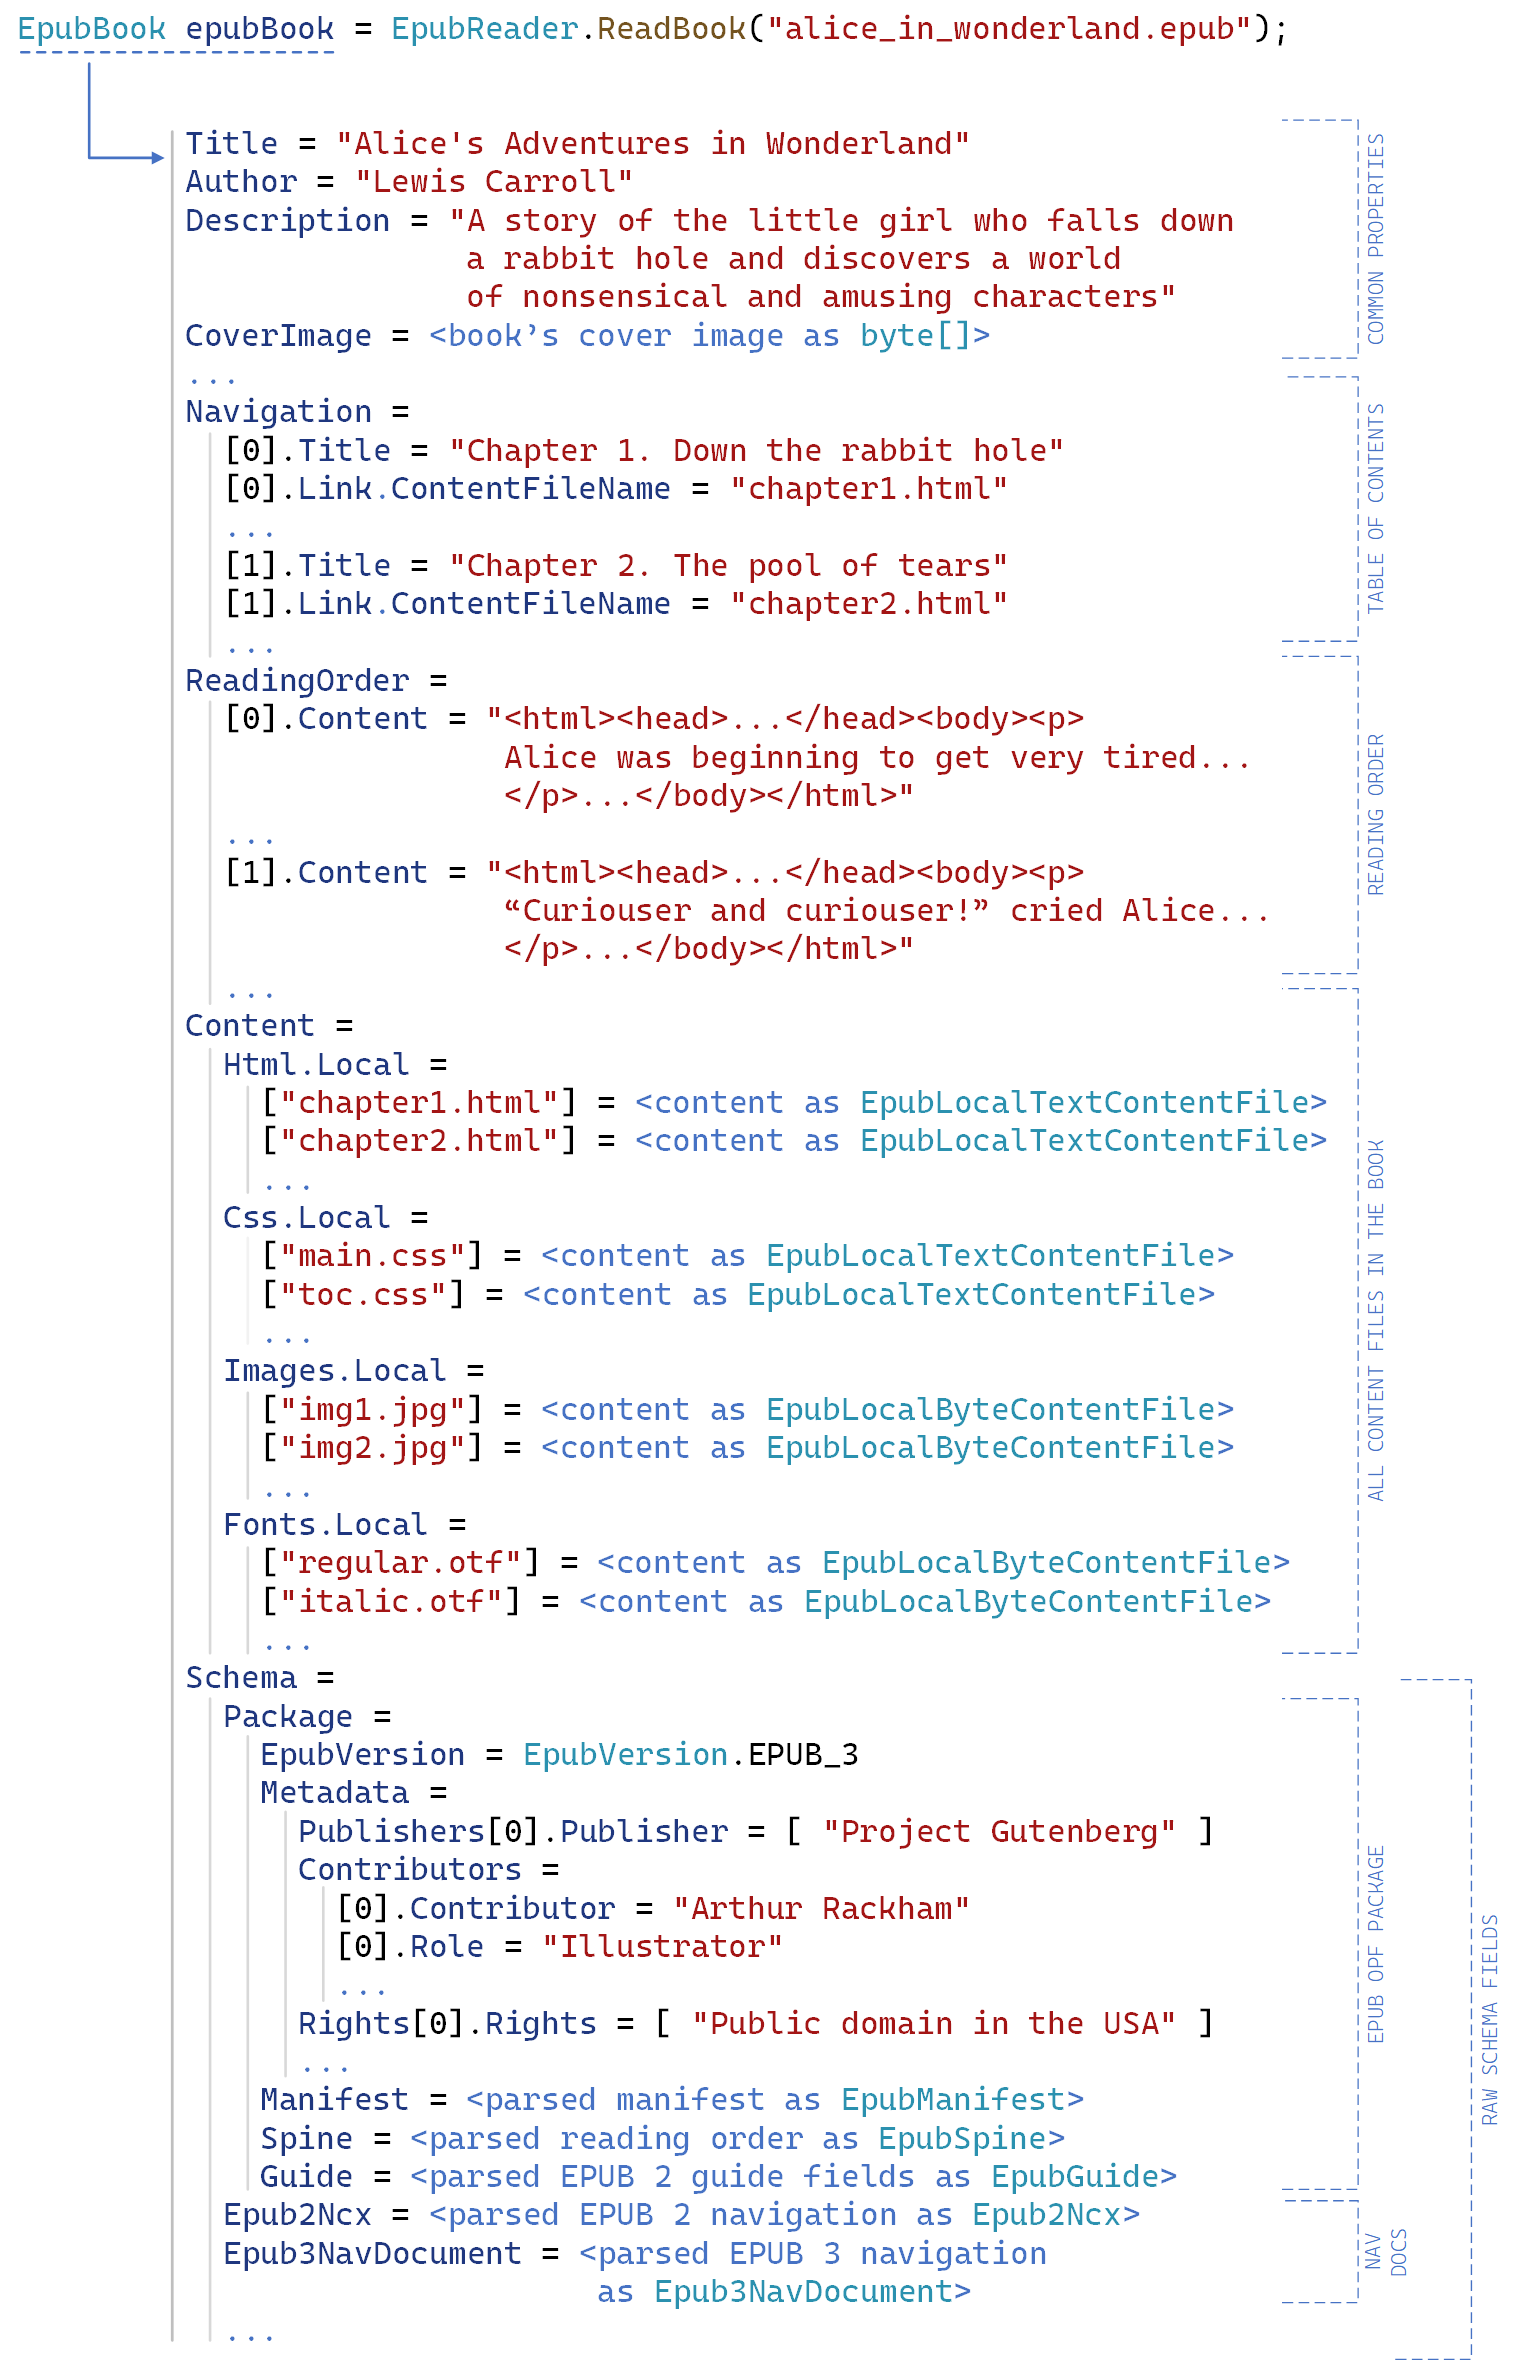 EpubBook epubBook = EpubReader.ReadBook("alice_in_wonderland.epub");
Title = "Alice's Adventures in Wonderland"
Author = "Lewis Carroll"
Description = "A story of the little girl who falls down
a rabbit hole and discovers a world
of nonsensical and amusing characters"
CoverImage = <book’s cover image as byte[]>
...
COMMON PROPERTIES
Navigation =
[0].Title = "Chapter 1. Down the rabbit hole"
[0].Link.ContentFileName = "chapter1.html"
...
[1].Title = "Chapter 2. The pool of tears"
[1].Link.ContentFileName = "chapter2.html"
...
TABLE OF CONTENTS
ReadingOrder =
[0].Content = "<html><head>...</head><body><p>
Alice was beginning to get very tired...
</p>...</body></html>"
...
[1].Content = "<html><head>...</head><body><p>
“Curiouser and curiouser!” cried Alice...
</p>...</body></html>"
...
READING ORDER
Content =
Html.Local =
["chapter1.html"] = <content as EpubLocalTextContentFile>
["chapter2.html"] = <content as EpubLocalTextContentFile>
...
Css.Local =
["main.css"] = <content as EpubLocalTextContentFile>
["toc.css"] = <content as EpubLocalTextContentFile>
...
Images.Local =
["img1.jpg"] = <content as EpubLocalByteContentFile>
["img2.jpg"] = <content as EpubLocalByteContentFile>
...
Fonts.Local =
["regular.otf"] = <content as EpubLocalByteContentFile>
["italic.otf"] = <content as EpubLocalByteContentFile>
...
ALL CONTENT FILES IN THE BOOK
Schema =
Package =
EpubVersion = EpubVersion.EPUB_3
Metadata =
Publishers[0].Publisher = [ "Project Gutenberg" ]
Contributors =
[0].Contributor = "Arthur Rackham"
[0].Role = "Illustrator"
...
Rights[0].Rights = [ "Public domain in the USA" ]
...
Manifest = <parsed manifest as EpubManifest>
Spine = <parsed reading order as EpubSpine>
Guide = <parsed EPUB 2 guide fields as EpubGuide>
EPUB OPF PACKAGE
Epub2Ncx = <parsed EPUB 2 navigation as Epub2Ncx>
Epub3NavDocument = <parsed EPUB 3 navigation
as Epub3NavDocument>
...
NAV
DOCS
RAW SCHEMA FIELDS